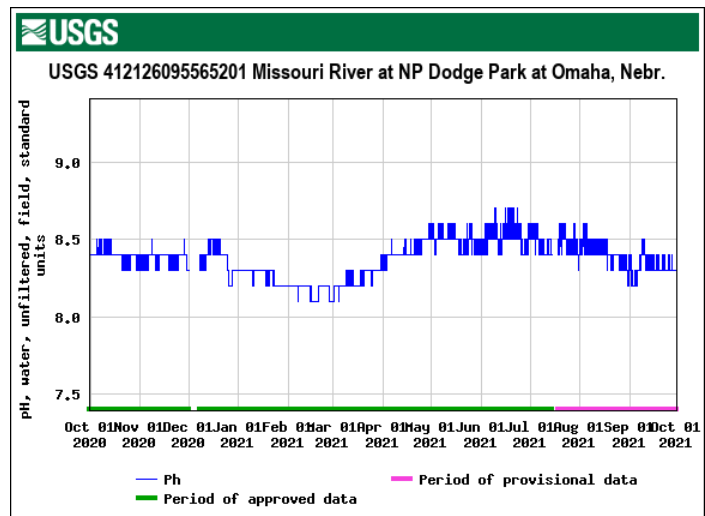 USGS
USGS 412126095565201 Missouri River at NP Dodge Park at Omaha, Nebr.
pH, water, unfiltered, field, standard
units
9.0
8.5
8.0
7.5
Oct 01 Nov 01 Dec 01 Jan 01 Feb 01 Mar 01 Apr 01 May 01 Jun 01 Jul 01 Aug 01 Sep 01 Oct 01
2020 2020 2020 2021 2021 2021 2021 2021 2021 2021 2021 2021 2021
Ph
Period of provisional data
Period of approved data